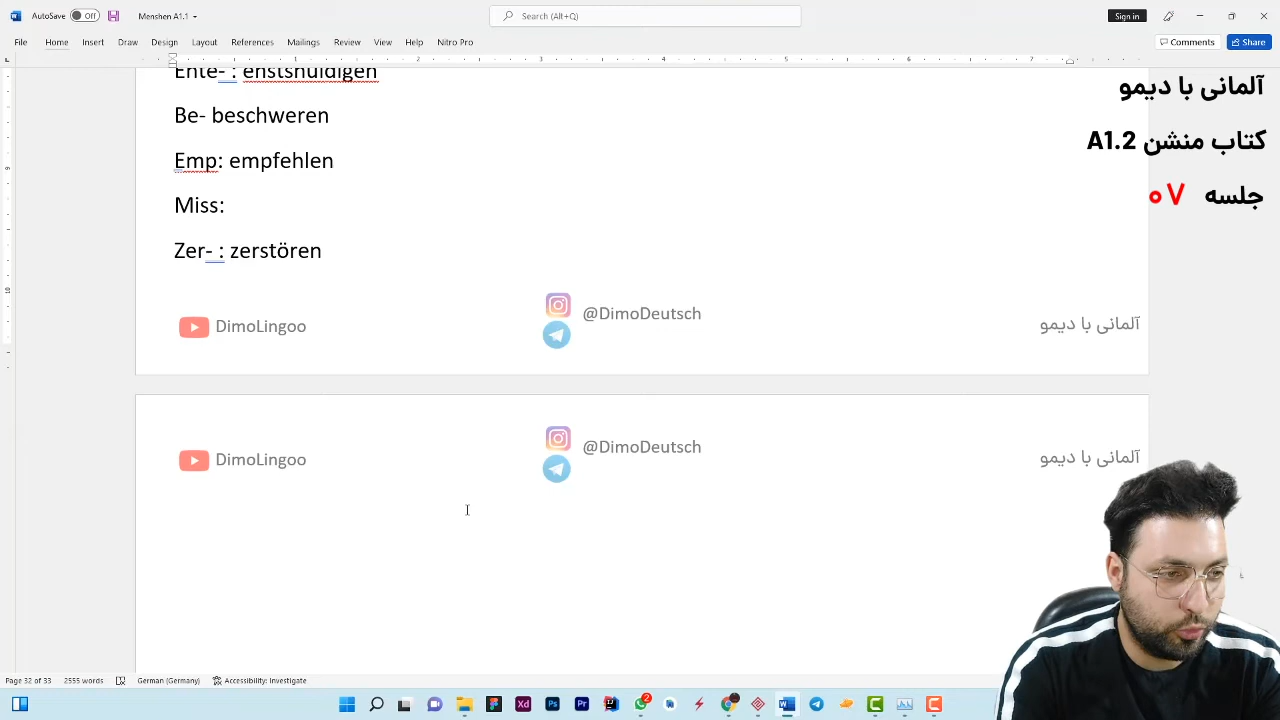 AutoSave Off Menshen A1.1 Search (Alt+Q) Sign in
File Home Insert Draw Design Layout References Mailings Review View Help Nitro Pro Comments Share
Ente- : enstshuldigen
Be- beschweren
Emp: empfehlen
Miss:
Zer- : zerstören
DimoLingoo @DimoDeutsch آلمانی با دیمو
DimoLingoo @DimoDeutsch آلمانی با دیمو
آلمانی با دیمو
کتاب منشن A1.2
جلسه ۰۷
Page 32 of 33 2555 words German (Germany) Accessibility: Investigate